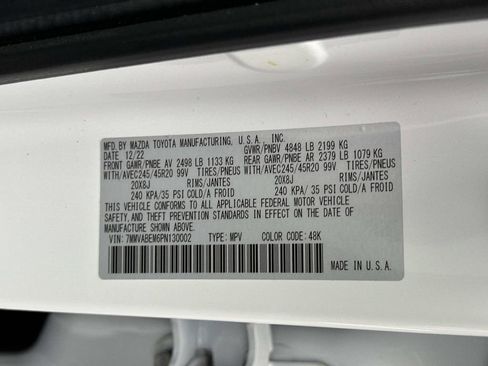 MFD. BY MAZDA TOYOTA MANUFACTURING, U.S.A., INC.
DATE 12/22 GVWR/PNBV 4848 LB 2199 KG
FRONT GAWR/PNBE AV 2498 LB 1133 KG REAR GAWR/PNBE AR 2379 LB 1079 KG
WITH/AVEC245/45R20 99V TIRES/PNEUS WITH/AVEC245/45R20 99V TIRES/PNEUS
20X8J RIMS/JANTES 20X8J RIMS/JANTES
240 KPA/35 PSI COLD/A FROID 240 KPA/35 PSI COLD/A FROID
THIS VEHICLE CONFORMS TO ALL APPLICABLE FEDERAL MOTOR VEHICLE
SAFETY, AND THEFT PREVENTION STANDARDS IN EFFECT ON THE DATE OF
MANUFACTURE SHOWN ABOVE.
VIN: 7MMVABEM6PN130002 TYPE: MPV COLOR CODE: 48K
MADE IN U.S.A.